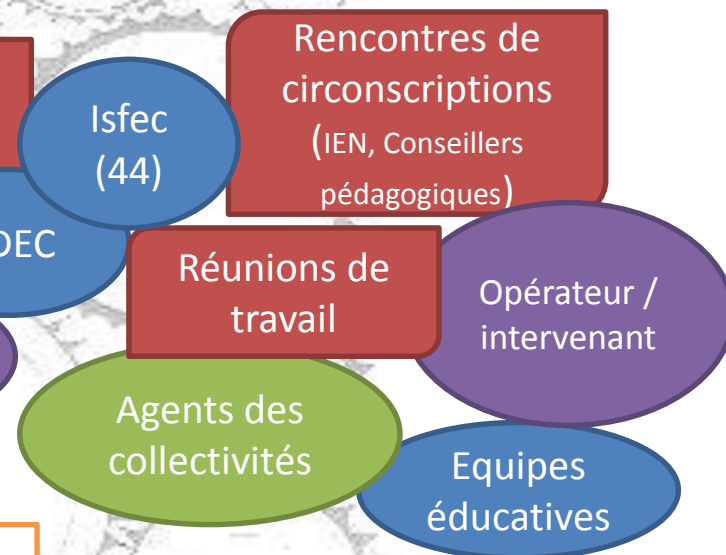 Rencontres de
circonscriptions
(IEN, Conseillers
pédagogiques)
Isfec
(44)
DEC
Réunions de
travail
Opérateur /
intervenant
Agents des
collectivités
Equipes
éducatives